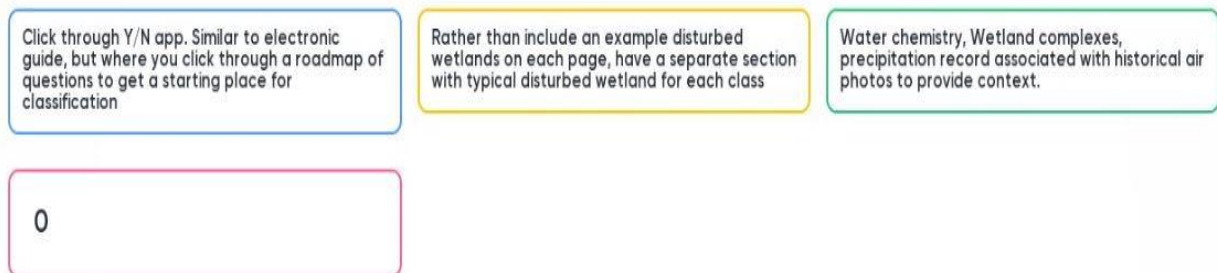 Click through Y/N app. Similar to electronic
guide, but where you click through a roadmap of
questions to get a starting place for
classification
Rather than include an example disturbed
wetlands on each page, have a separate section
with typical disturbed wetland for each class
Water chemistry, Wetland complexes,
precipitation record associated with historical air
photos to provide context.
0